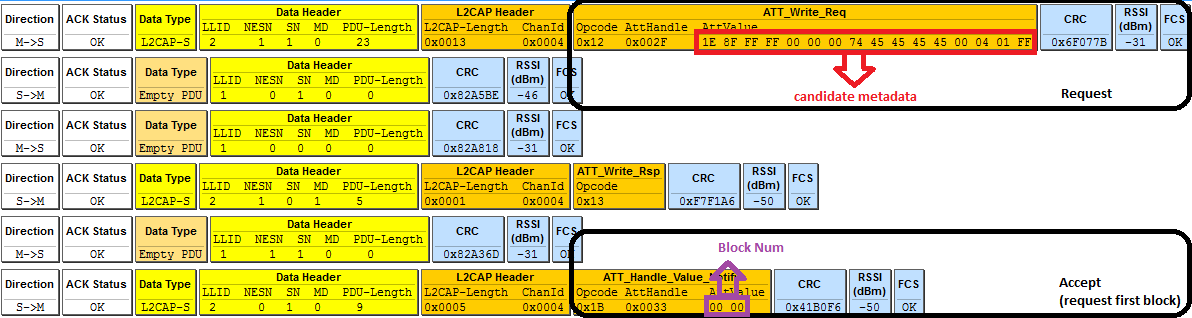 Direction ACK Status Data Type Data Header L2CAP Header ATT_Write_Req CRC RSSI (dBm) FCS
LLID NESN SN MD PDU-Length L2CAP-Length ChanId Opcode AttHandle AttValue
M->S OK L2CAP-S 2 1 1 0 23 0x0013 0x0004 0x12 0x002F 1E 8F FF FF 00 00 00 74 45 45 45 45 00 04 01 FF 0x6F077B -31 OK
Direction ACK Status Data Type Data Header CRC RSSI (dBm) FCS
LLID NESN SN MD PDU-Length
S->M OK Empty PDU 1 0 1 0 0 0x82A5BE -46 OK
candidate metadata
Request
Direction ACK Status Data Type Data Header CRC RSSI (dBm) FCS
LLID NESN SN MD PDU-Length
M->S OK Empty PDU 1 0 0 0 0 0x82A818 -31 OK
Direction ACK Status Data Type Data Header L2CAP Header ATT_Write_Rsp CRC RSSI (dBm) FCS
LLID NESN SN MD PDU-Length L2CAP-Length ChanId Opcode
S->M OK L2CAP-S 2 1 0 1 5 0x0001 0x0004 0x13 0xF7F1A6 -50 OK
Direction ACK Status Data Type Data Header CRC RSSI (dBm) FCS
LLID NESN SN MD PDU-Length
M->S OK Empty PDU 1 1 1 0 0 0x82A36D -31 OK
Block Num
Direction ACK Status Data Type Data Header L2CAP Header ATT_Handle_Value_Notif CRC RSSI (dBm) FCS
LLID NESN SN MD PDU-Length L2CAP-Length ChanId Opcode AttHandle AttValue
S->M OK L2CAP-S 2 0 1 0 9 0x0005 0x0004 0x1B 0x0033 00 00 0x41B0F6 -50 OK
Accept
(request first block)